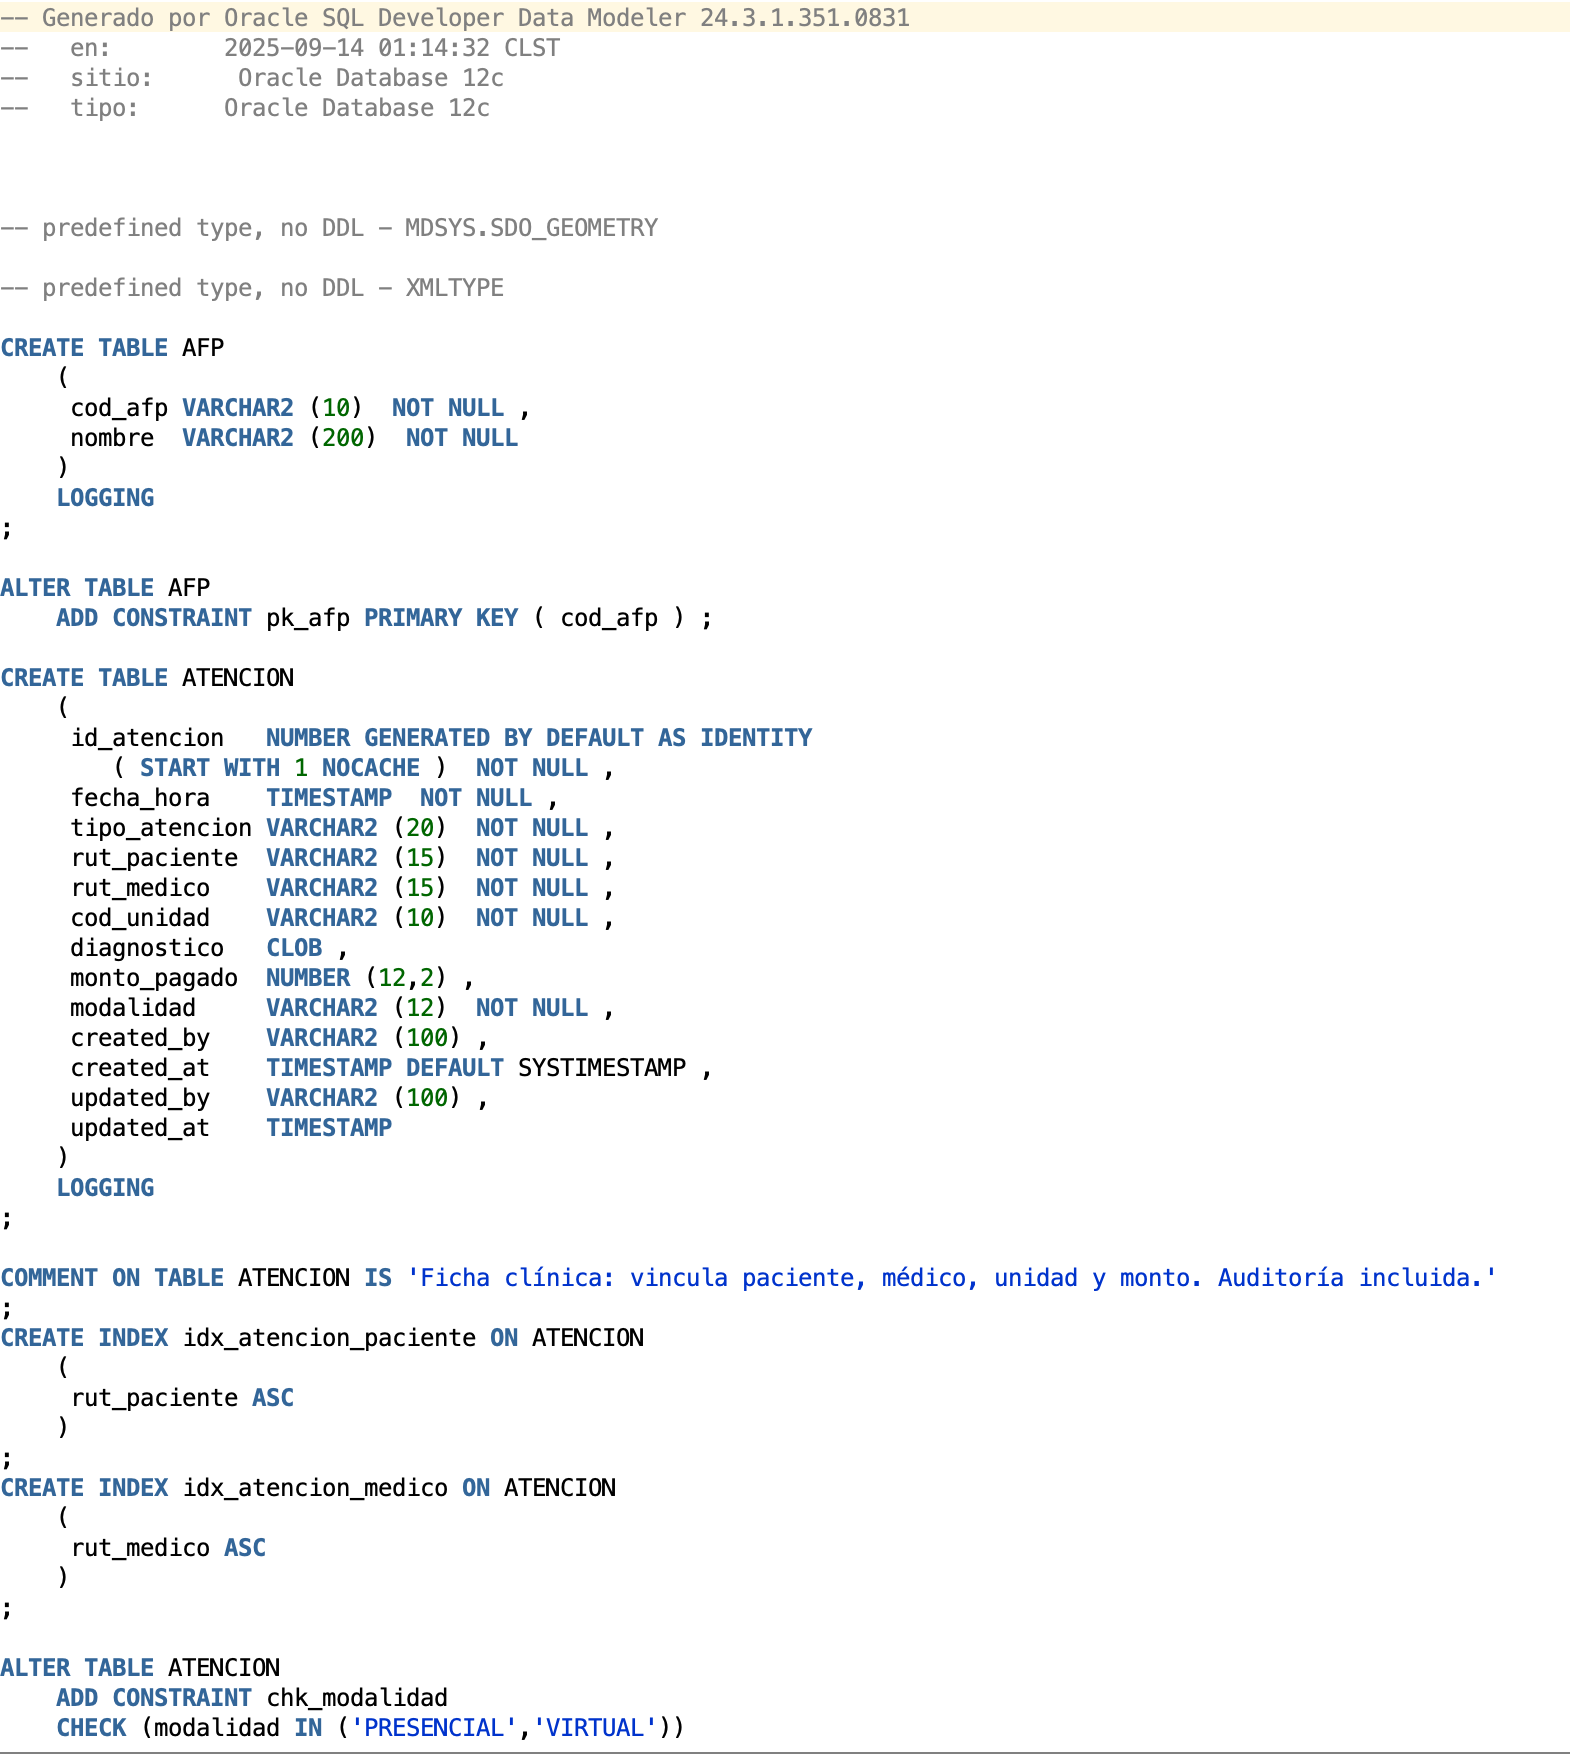 -- Generado por Oracle SQL Developer Data Modeler 24.3.1.351.0831
--   en:        2025-09-14 01:14:32 CLST
--   sitio:      Oracle Database 12c
--   tipo:      Oracle Database 12c
-- predefined type, no DDL - MDSYS.SDO_GEOMETRY
-- predefined type, no DDL - XMLTYPE
CREATE TABLE AFP
    (
     cod_afp VARCHAR2 (10)  NOT NULL ,
     nombre  VARCHAR2 (200)  NOT NULL
    )
    LOGGING
;
ALTER TABLE AFP
    ADD CONSTRAINT pk_afp PRIMARY KEY ( cod_afp ) ;
CREATE TABLE ATENCION
    (
     id_atencion   NUMBER GENERATED BY DEFAULT AS IDENTITY
        ( START WITH 1 NOCACHE )  NOT NULL ,
     fecha_hora    TIMESTAMP  NOT NULL ,
     tipo_atencion VARCHAR2 (20)  NOT NULL ,
     rut_paciente  VARCHAR2 (15)  NOT NULL ,
     rut_medico    VARCHAR2 (15)  NOT NULL ,
     cod_unidad    VARCHAR2 (10)  NOT NULL ,
     diagnostico   CLOB ,
     monto_pagado  NUMBER (12,2) ,
     modalidad     VARCHAR2 (12)  NOT NULL ,
     created_by    VARCHAR2 (100) ,
     created_at    TIMESTAMP DEFAULT SYSTIMESTAMP ,
     updated_by    VARCHAR2 (100) ,
     updated_at    TIMESTAMP
    )
    LOGGING
;
COMMENT ON TABLE ATENCION IS 'Ficha clínica: vincula paciente, médico, unidad y monto. Auditoría incluida.'
;
CREATE INDEX idx_atencion_paciente ON ATENCION
    (
     rut_paciente ASC
    )
;
CREATE INDEX idx_atencion_medico ON ATENCION
    (
     rut_medico ASC
    )
;
ALTER TABLE ATENCION
    ADD CONSTRAINT chk_modalidad
    CHECK (modalidad IN ('PRESENCIAL','VIRTUAL'))